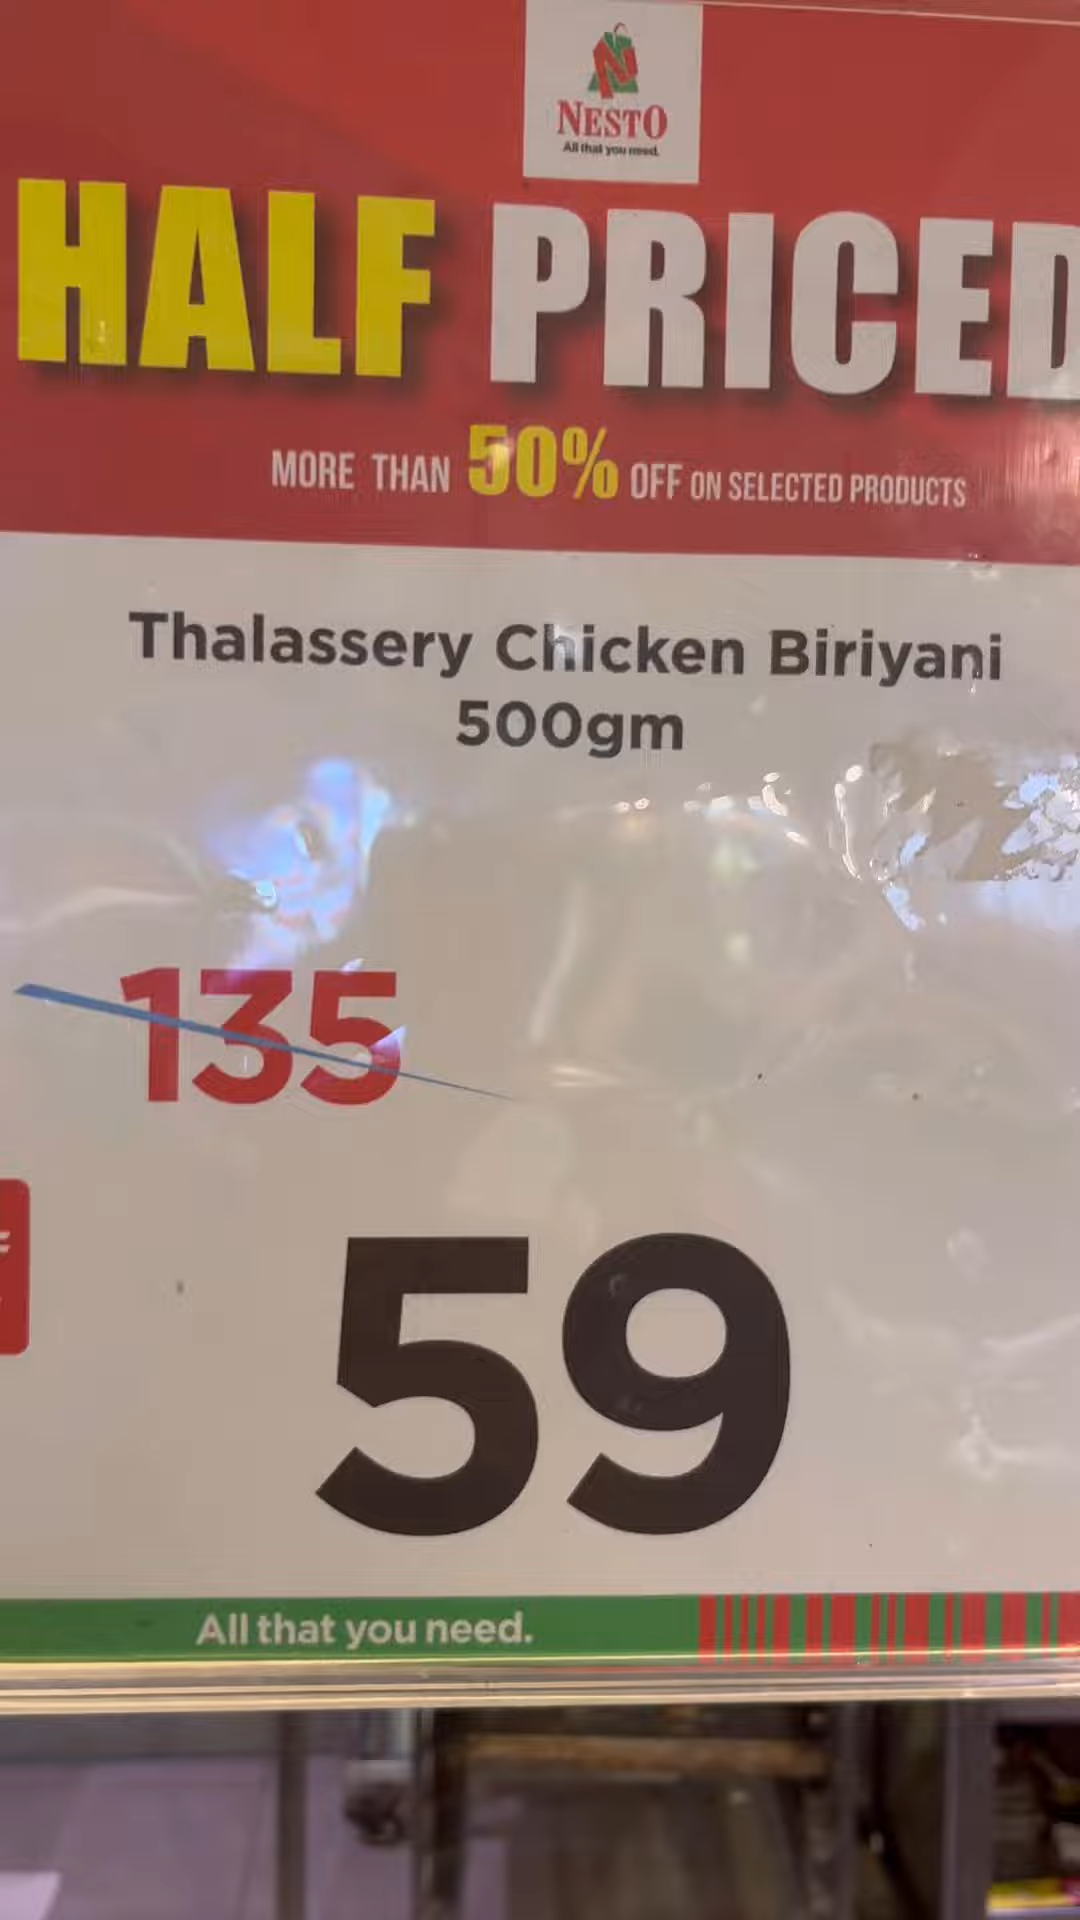 NESTO
All that you need.
HALF PRICED
MORE THAN 50% OFF ON SELECTED PRODUCTS
Thalassery Chicken Biriyani
500gm
135
59
All that you need.